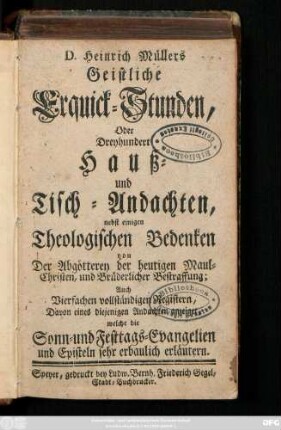 D. Heinrich Müllers
Geistliche
Erquick-Stunden,
Oder
Dreyhundert
Hauß-
und
Tisch-Andachten,
nebst einigen
Theologischen Bedenken
von
Der Abgötterey der heutigen Maul-
Christen, und Brüderlicher Bestraffung
Auch
Vierfachen vollständigen Registern,
Davon eines diejenigen Andachten
welche die
Sonn-und Festtags-Evangelien
und Episteln sehr erbaulich erläutern.
Speyer, gedruckt bey Ludw. Bernh. Friederich Gegel,
Stadt-Buchdrucker.